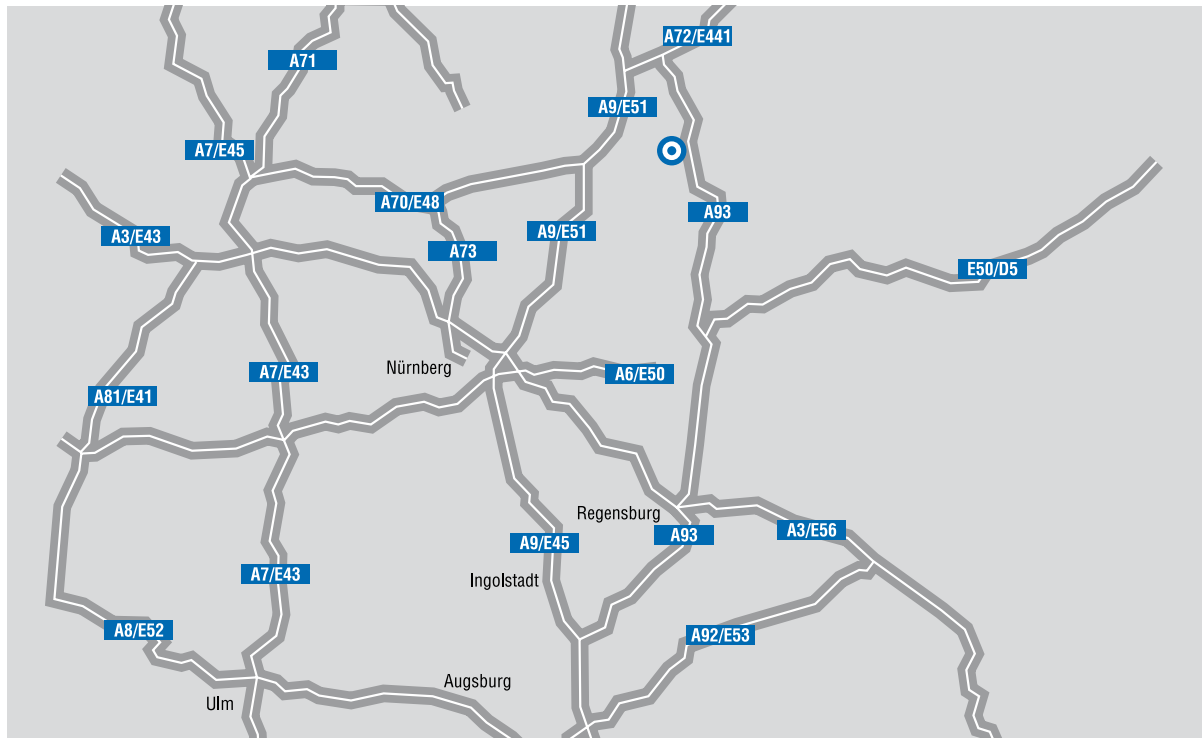 A72/E441
A71
A9/E51
A7/E45
A70/E48
A93
A3/E43
A9/E51
A73
E50/D5
Nürnberg
A7/E43
A6/E50
A81/E41
Regensburg
A3/E56
A9/E45
A93
Ingolstadt
A7/E43
A8/E52
A92/E53
Augsburg
Ulm